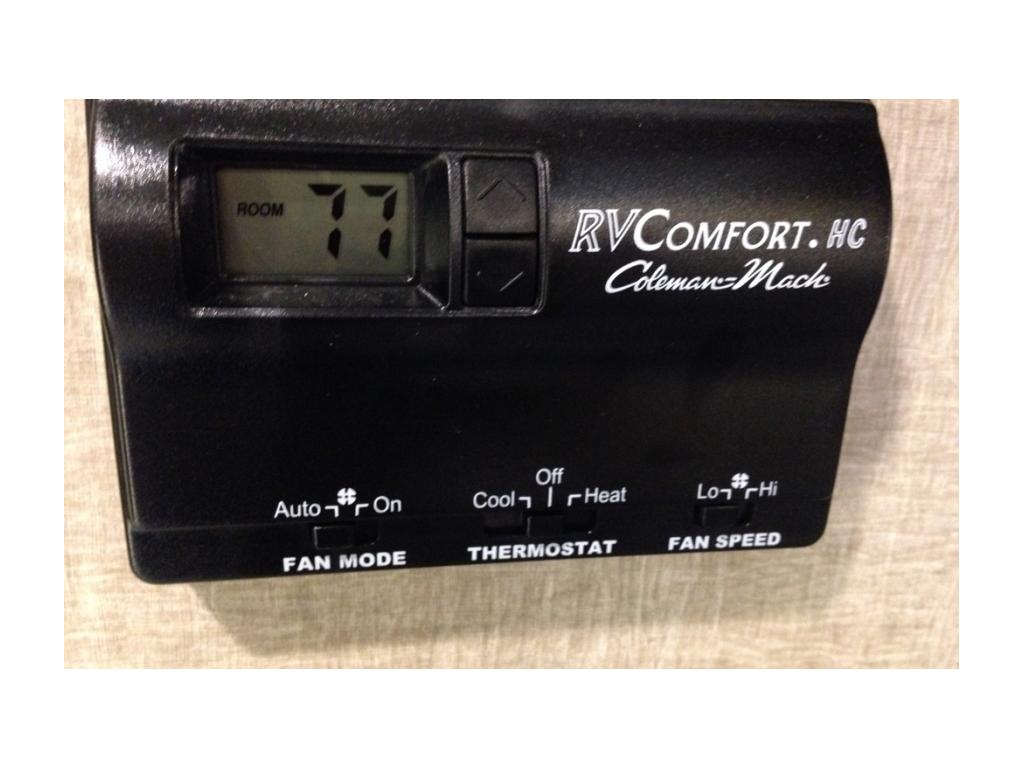 ROOM 77
RVCOMFORT. HC
Coleman-Mach
Auto On
FAN MODE
Off
Cool Heat
THERMOSTAT
Lo Hi
FAN SPEED